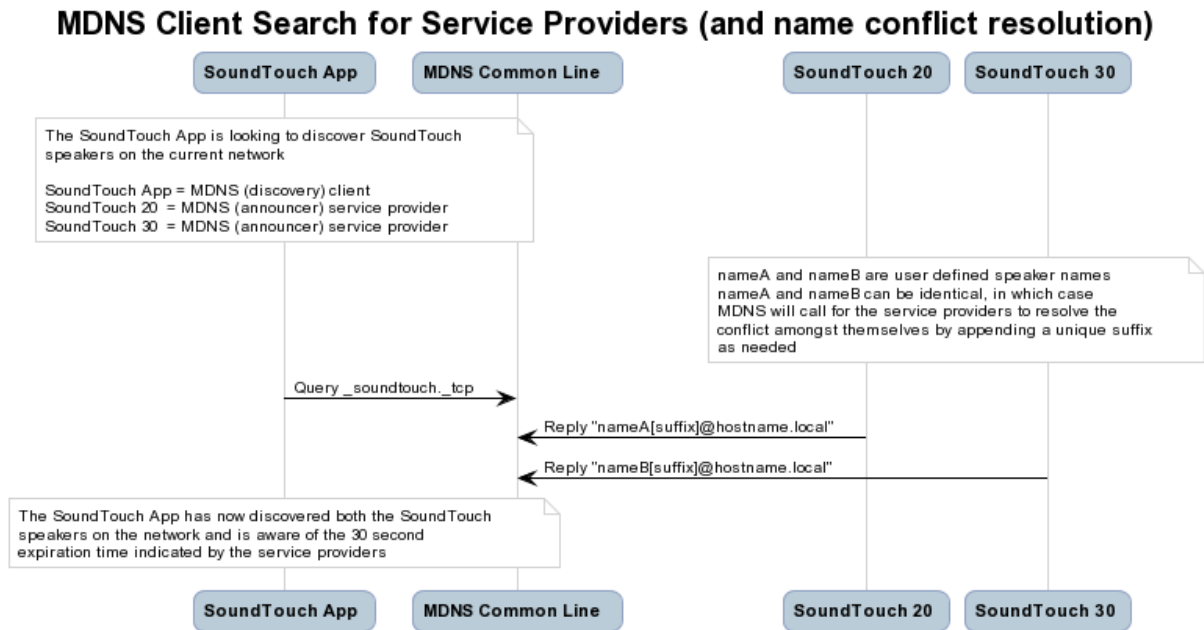 MDNS Client Search for Service Providers (and name conflict resolution)
SoundTouch App
MDNS Common Line
SoundTouch 20
SoundTouch 30
The SoundTouch App is looking to discover SoundTouch
speakers on the current network
SoundTouch App = MDNS (discovery) client
SoundTouch 20  = MDNS (announcer) service provider
SoundTouch 30  = MDNS (announcer) service provider
nameA and nameB are user defined speaker names
nameA and nameB can be identical, in which case
MDNS will call for the service providers to resolve the
conflict amongst themselves by appending a unique suffix
as needed
Query _soundtouch._tcp
Reply "nameA[suffix]@hostname.local"
Reply "nameB[suffix]@hostname.local"
The SoundTouch App has now discovered both the SoundTouch
speakers on the network and is aware of the 30 second
expiration time indicated by the service providers
SoundTouch App
MDNS Common Line
SoundTouch 20
SoundTouch 30